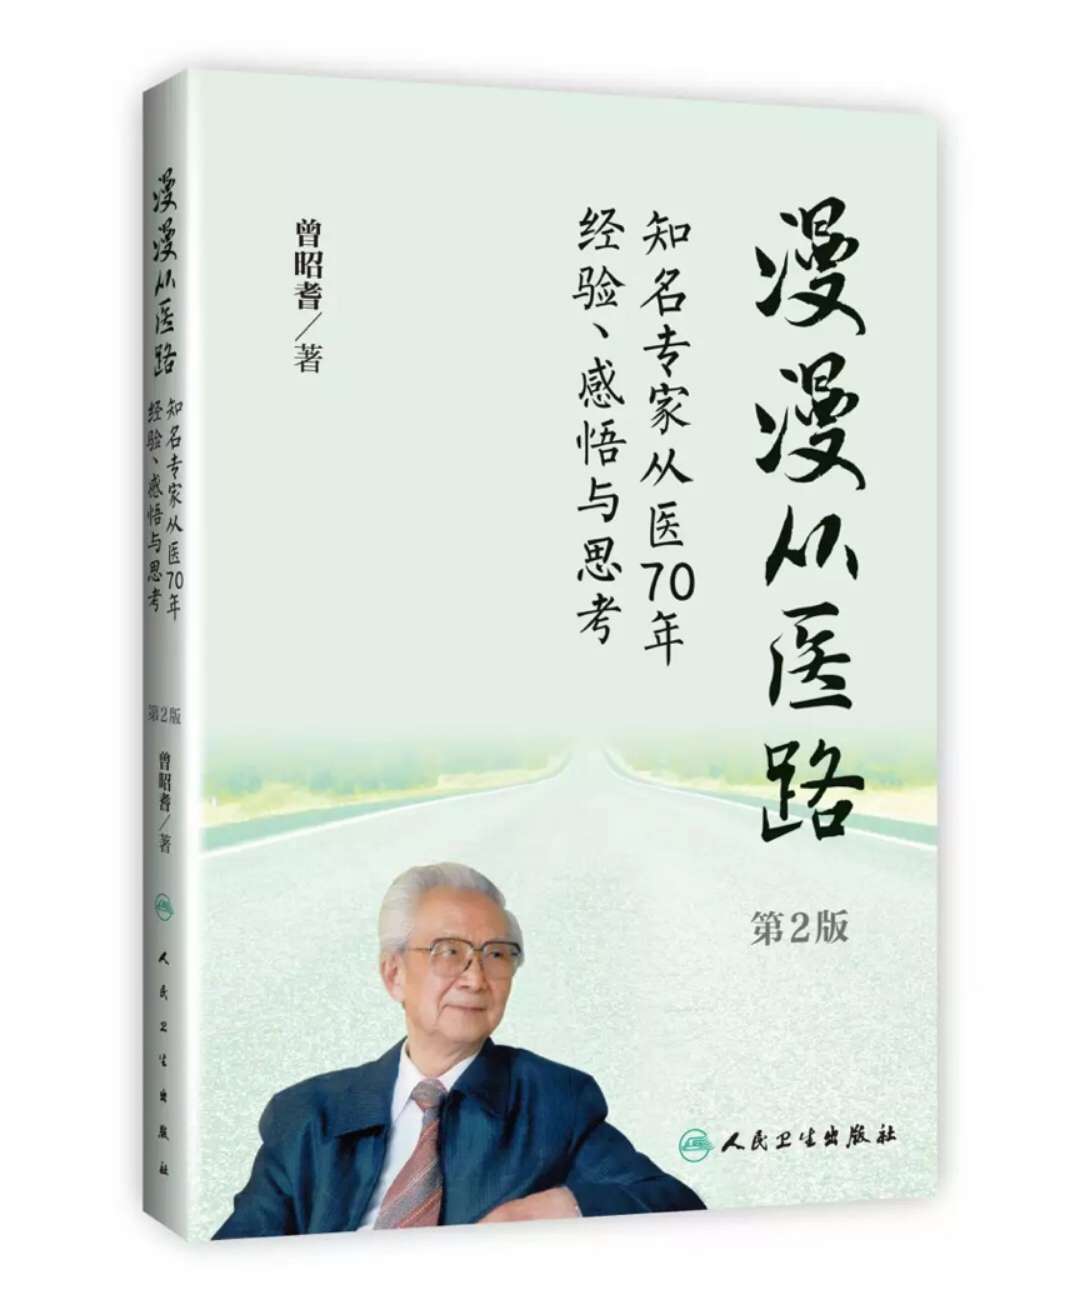 漫漫从医路
知名专家从医70年
经验、感悟与思考
曾昭耆/著
第2版
人民卫生出版社
漫漫从医路
知名专家从医70年
经验、感悟与思考
第2版
曾昭耆/著
人民卫生出版社